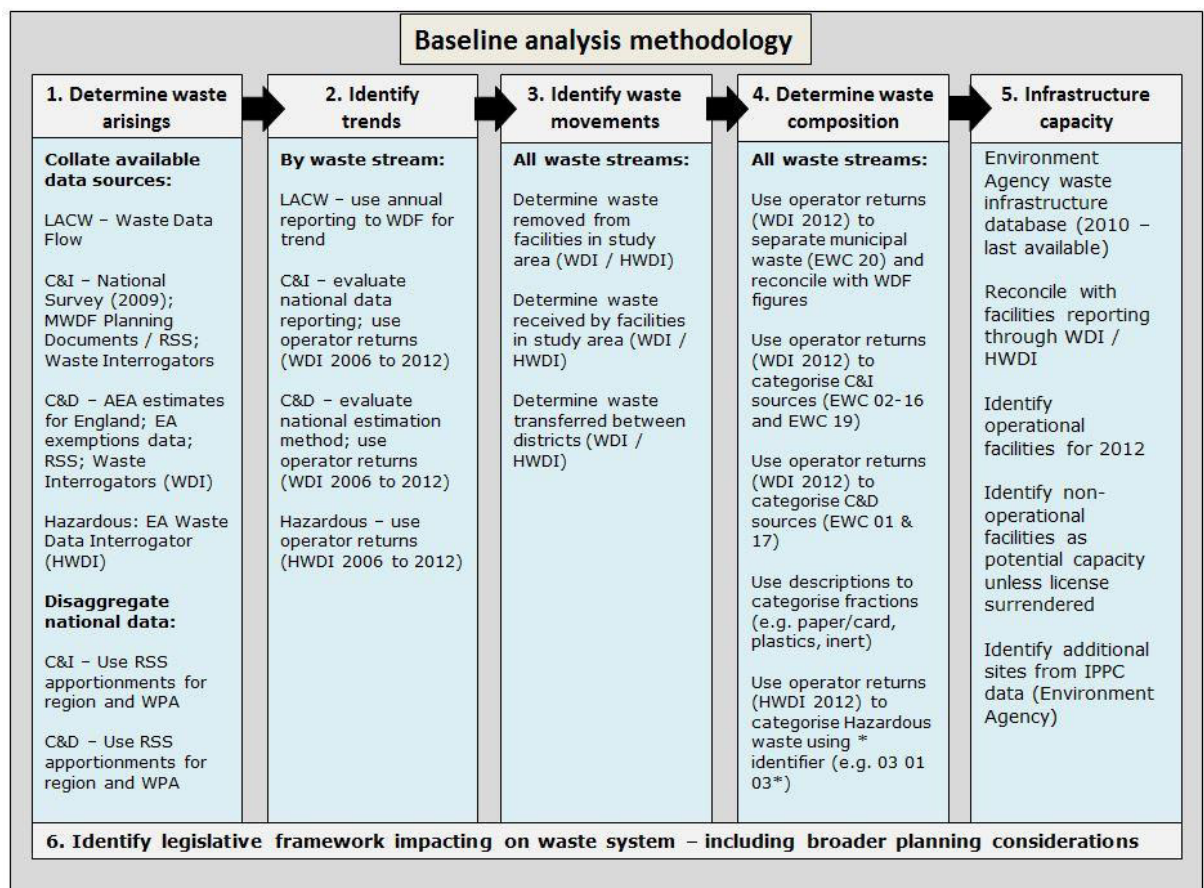 Baseline analysis methodology
1. Determine waste
arisings
Collate available
data sources:
LACW – Waste Data
Flow
C&I – National
Survey (2009);
MWDF Planning
Documents / RSS;
Waste Interrogators
C&D – AEA estimates
for England; EA
exemptions data;
RSS; Waste
Interrogators (WDI)
Hazardous: EA Waste
Data Interrogator
(HWDI)
Disaggregate
national data:
C&I – Use RSS
apportionments for
region and WPA
C&D – Use RSS
apportionments for
region and WPA
2. Identify
trends
By waste stream:
LACW – use annual
reporting to WDF for
trend
C&I – evaluate
national data
reporting; use
operator returns
(WDI 2006 to 2012)
C&D – evaluate
national estimation
method; use
operator returns
(WDI 2006 to 2012)
Hazardous – use
operator returns
(HWDI 2006 to 2012)
3. Identify waste
movements
All waste streams:
Determine waste
removed from
facilities in study
area (WDI / HWDI)
Determine waste
received by facilities
in study area (WDI /
HWDI)
Determine waste
transferred between
districts (WDI /
HWDI)
4. Determine waste
composition
All waste streams:
Use operator returns
(WDI 2012) to
separate municipal
waste (EWC 20) and
reconcile with WDF
figures
Use operator returns
(WDI 2012) to
categorise C&I
sources (EWC 02-16
and EWC 19)
Use operator returns
(WDI 2012) to
categorise C&D
sources (EWC 01 &
17)
Use descriptions to
categorise fractions
(e.g. paper/card,
plastics, inert)
Use operator returns
(HWDI 2012) to
categorise Hazardous
waste using *
identifier (e.g. 03 01
03*)
5. Infrastructure
capacity
Environment
Agency waste
infrastructure
database (2010 –
last available)
Reconcile with
facilities reporting
through WDI /
HWDI
Identify
operational
facilities for 2012
Identify non-
operational
facilities as
potential capacity
unless license
surrendered
Identify additional
sites from IPPC
data (Environment
Agency)
6. Identify legislative framework impacting on waste system – including broader planning considerations